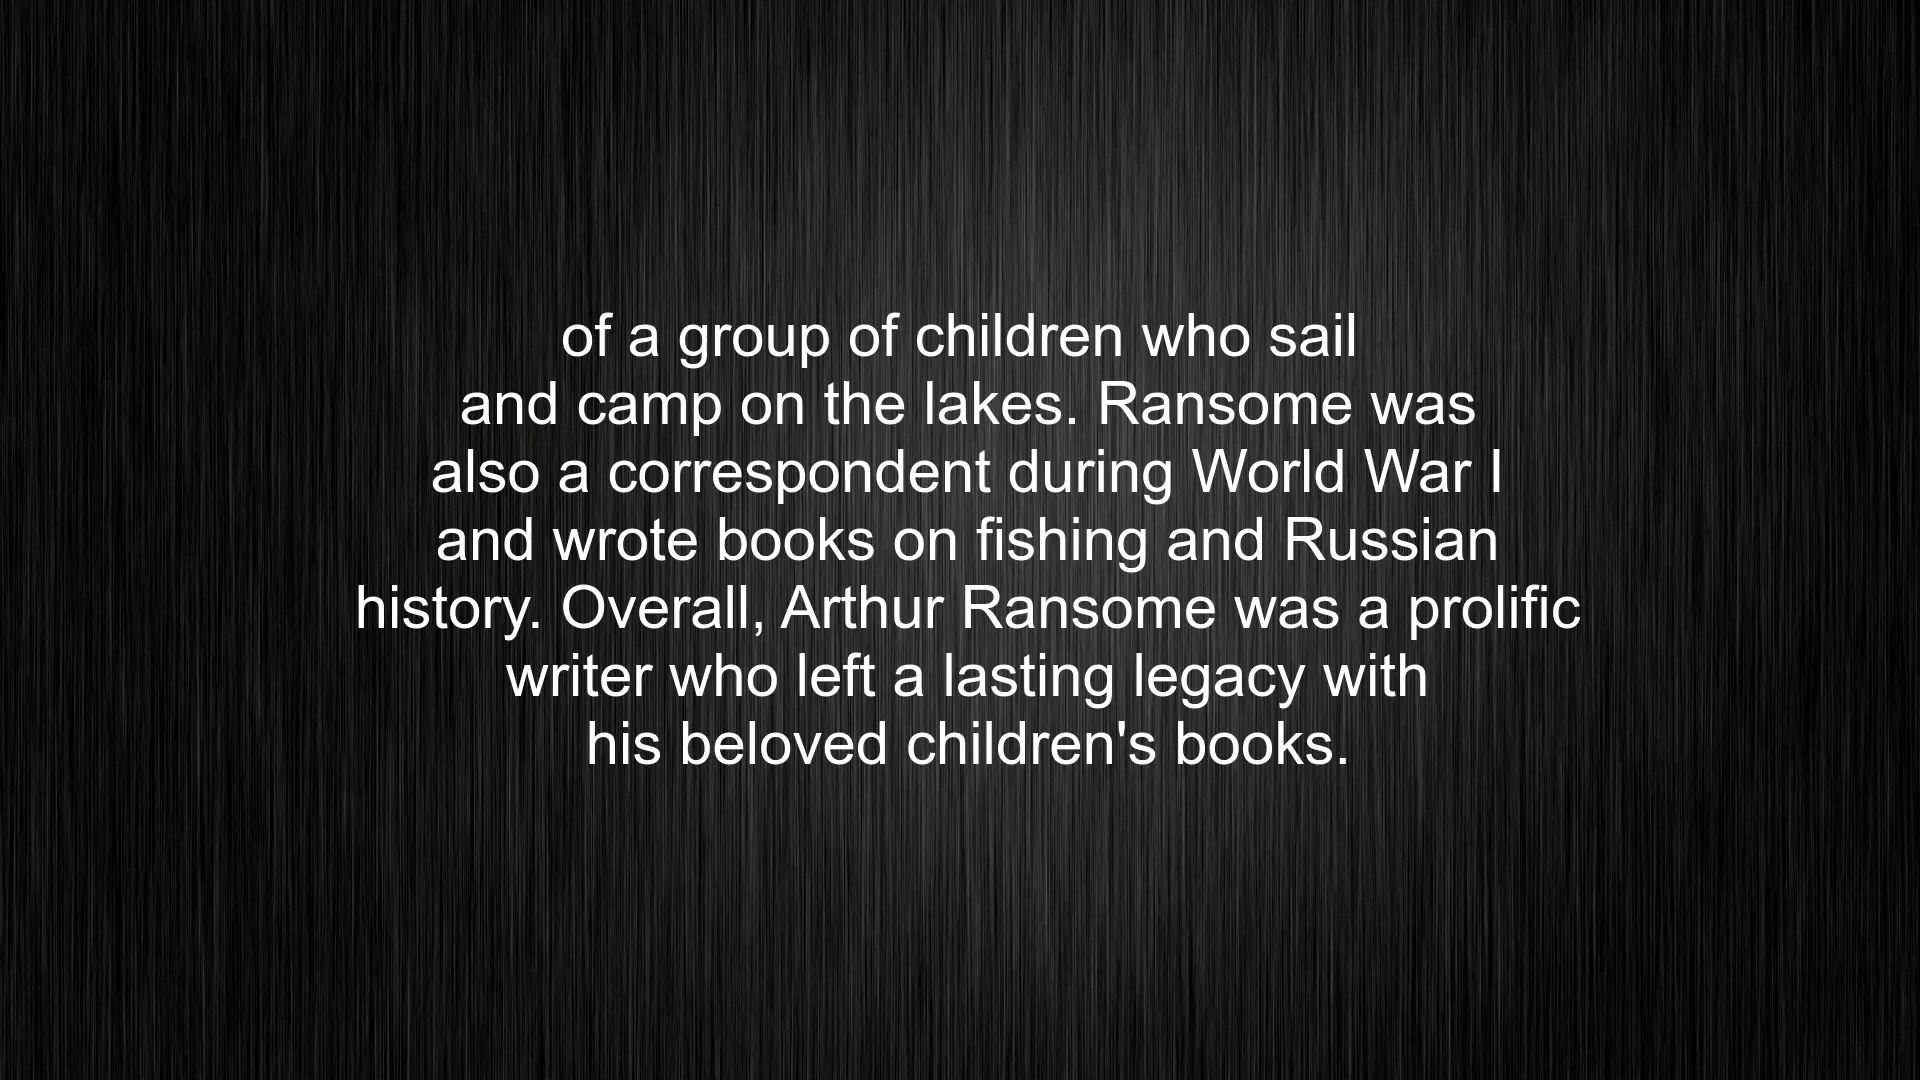 of a group of children who sail
and camp on the lakes. Ransome was
also a correspondent during World War I
and wrote books on fishing and Russian
history. Overall, Arthur Ransome was a prolific
writer who left a lasting legacy with
his beloved children's books.